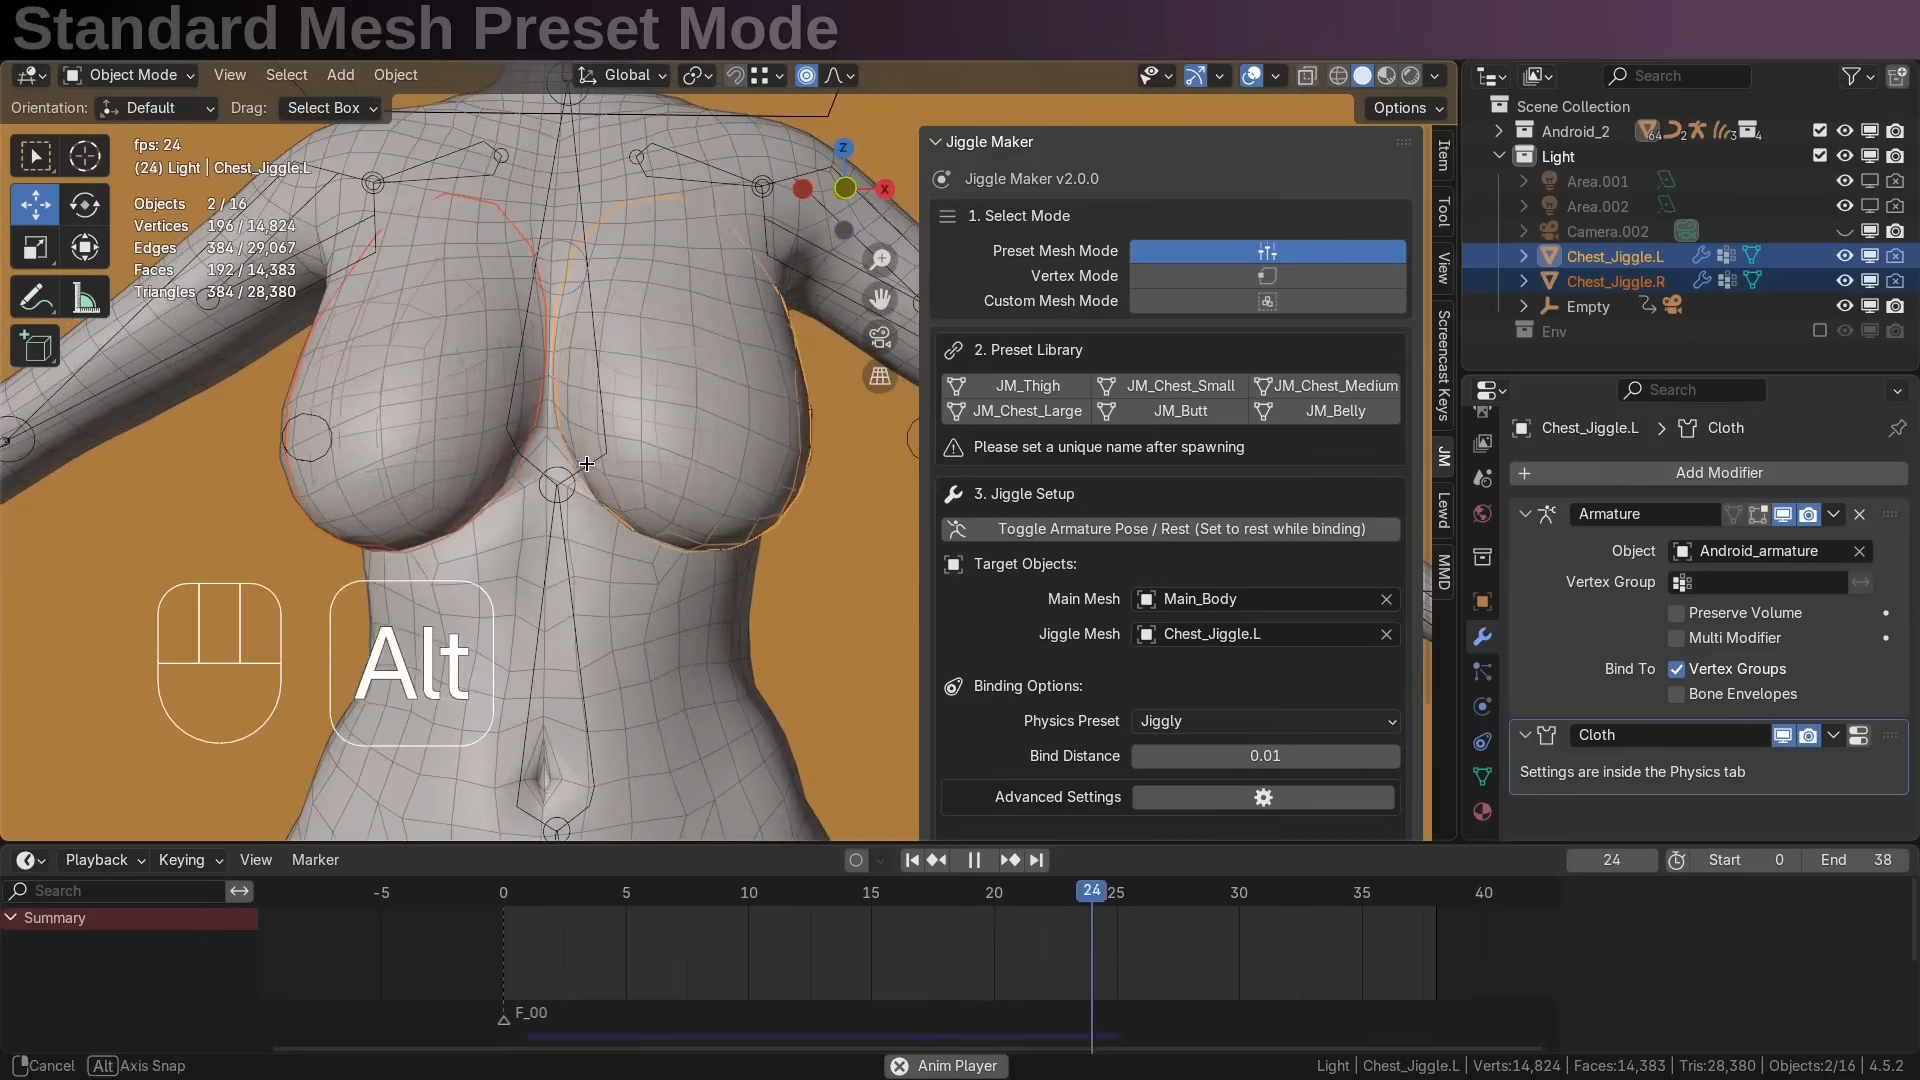 Standard Mesh Preset Mode
Object Mode View Select Add Object Global
Orientation: Default Drag: Select Box Options
fps: 24
(24) Light | Chest_Jiggle.L
Objects 2 / 16
Vertices 196 / 14,824
Edges 384 / 29,067
Faces 192 / 14,383
Triangles 384 / 28,380
Z
X
Alt
Jiggle Maker
Jiggle Maker v2.0.0
1. Select Mode
Preset Mesh Mode
Vertex Mode
Custom Mesh Mode
2. Preset Library
JM_Thigh JM_Chest_Small JM_Chest_Medium
JM_Chest_Large JM_Butt JM_Belly
Please set a unique name after spawning
3. Jiggle Setup
Toggle Armature Pose / Rest (Set to rest while binding)
Target Objects:
Main Mesh Main_Body
Jiggle Mesh Chest_Jiggle.L
Binding Options:
Physics Preset Jiggly
Bind Distance 0.01
Advanced Settings
Item
Tool
View
Screencast Keys
JM
Lewd
MMD
Search
Scene Collection
Android_2 64 2 3 4
Light
Area.001
Area.002
Camera.002
Chest_Jiggle.L
Chest_Jiggle.R
Empty
Env
Search
Chest_Jiggle.L > Cloth
Add Modifier
Armature
Object Android_armature
Vertex Group
Preserve Volume
Multi Modifier
Bind To Vertex Groups
Bone Envelopes
Cloth
Settings are inside the Physics tab
Playback Keying View Marker 24 Start 0 End 38
Search -5 0 5 10 15 20 24 25 30 35 40
Summary
F_00
Cancel Alt Axis Snap Anim Player Light | Chest_Jiggle.L | Verts:14,824 | Faces:14,383 | Tris:28,380 | Objects:2/16 | 4.5.2